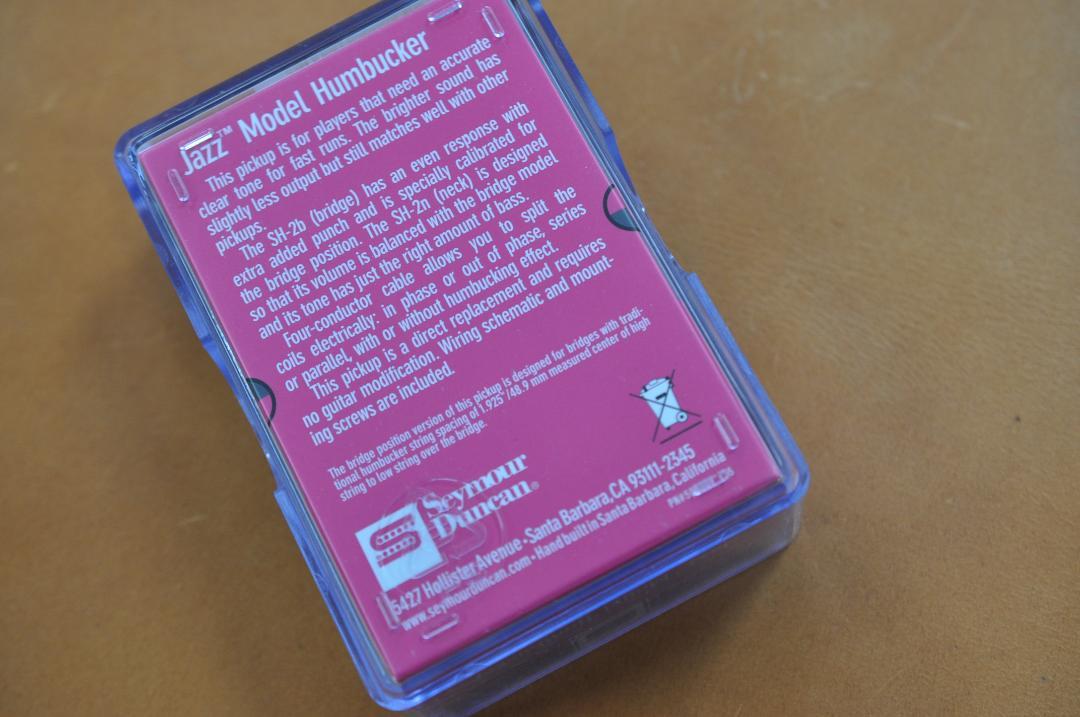 Jazz™ Model Humbucker
This pickup is for players that need an accurate
clear tone for fast runs. The brighter sound has
slightly less output but still matches well with other
pickups.
The SH-2b (bridge) has an even response with
extra added punch and is specially calibrated for
the bridge position. The SH-2n (neck) is designed
so that its volume is balanced with the bridge model
and its tone has just the right amount of bass.
Four-conductor cable allows you to split the
coils electrically: in phase or out of phase, series
or parallel, with or without humbucking effect.
This pickup is a direct replacement and requires
no guitar modification. Wiring schematic and mount-
ing screws are included.
The bridge position version of this pickup is designed for bridges with tradi-
tional humbucker string spacing of 1.925"/48.9 mm measured center of high
string to low string over the bridge.
Seymour
Duncan®
5427 Hollister Avenue • Santa Barbara, CA 93111-2345
www.seymourduncan.com • Hand built in Santa Barbara, California